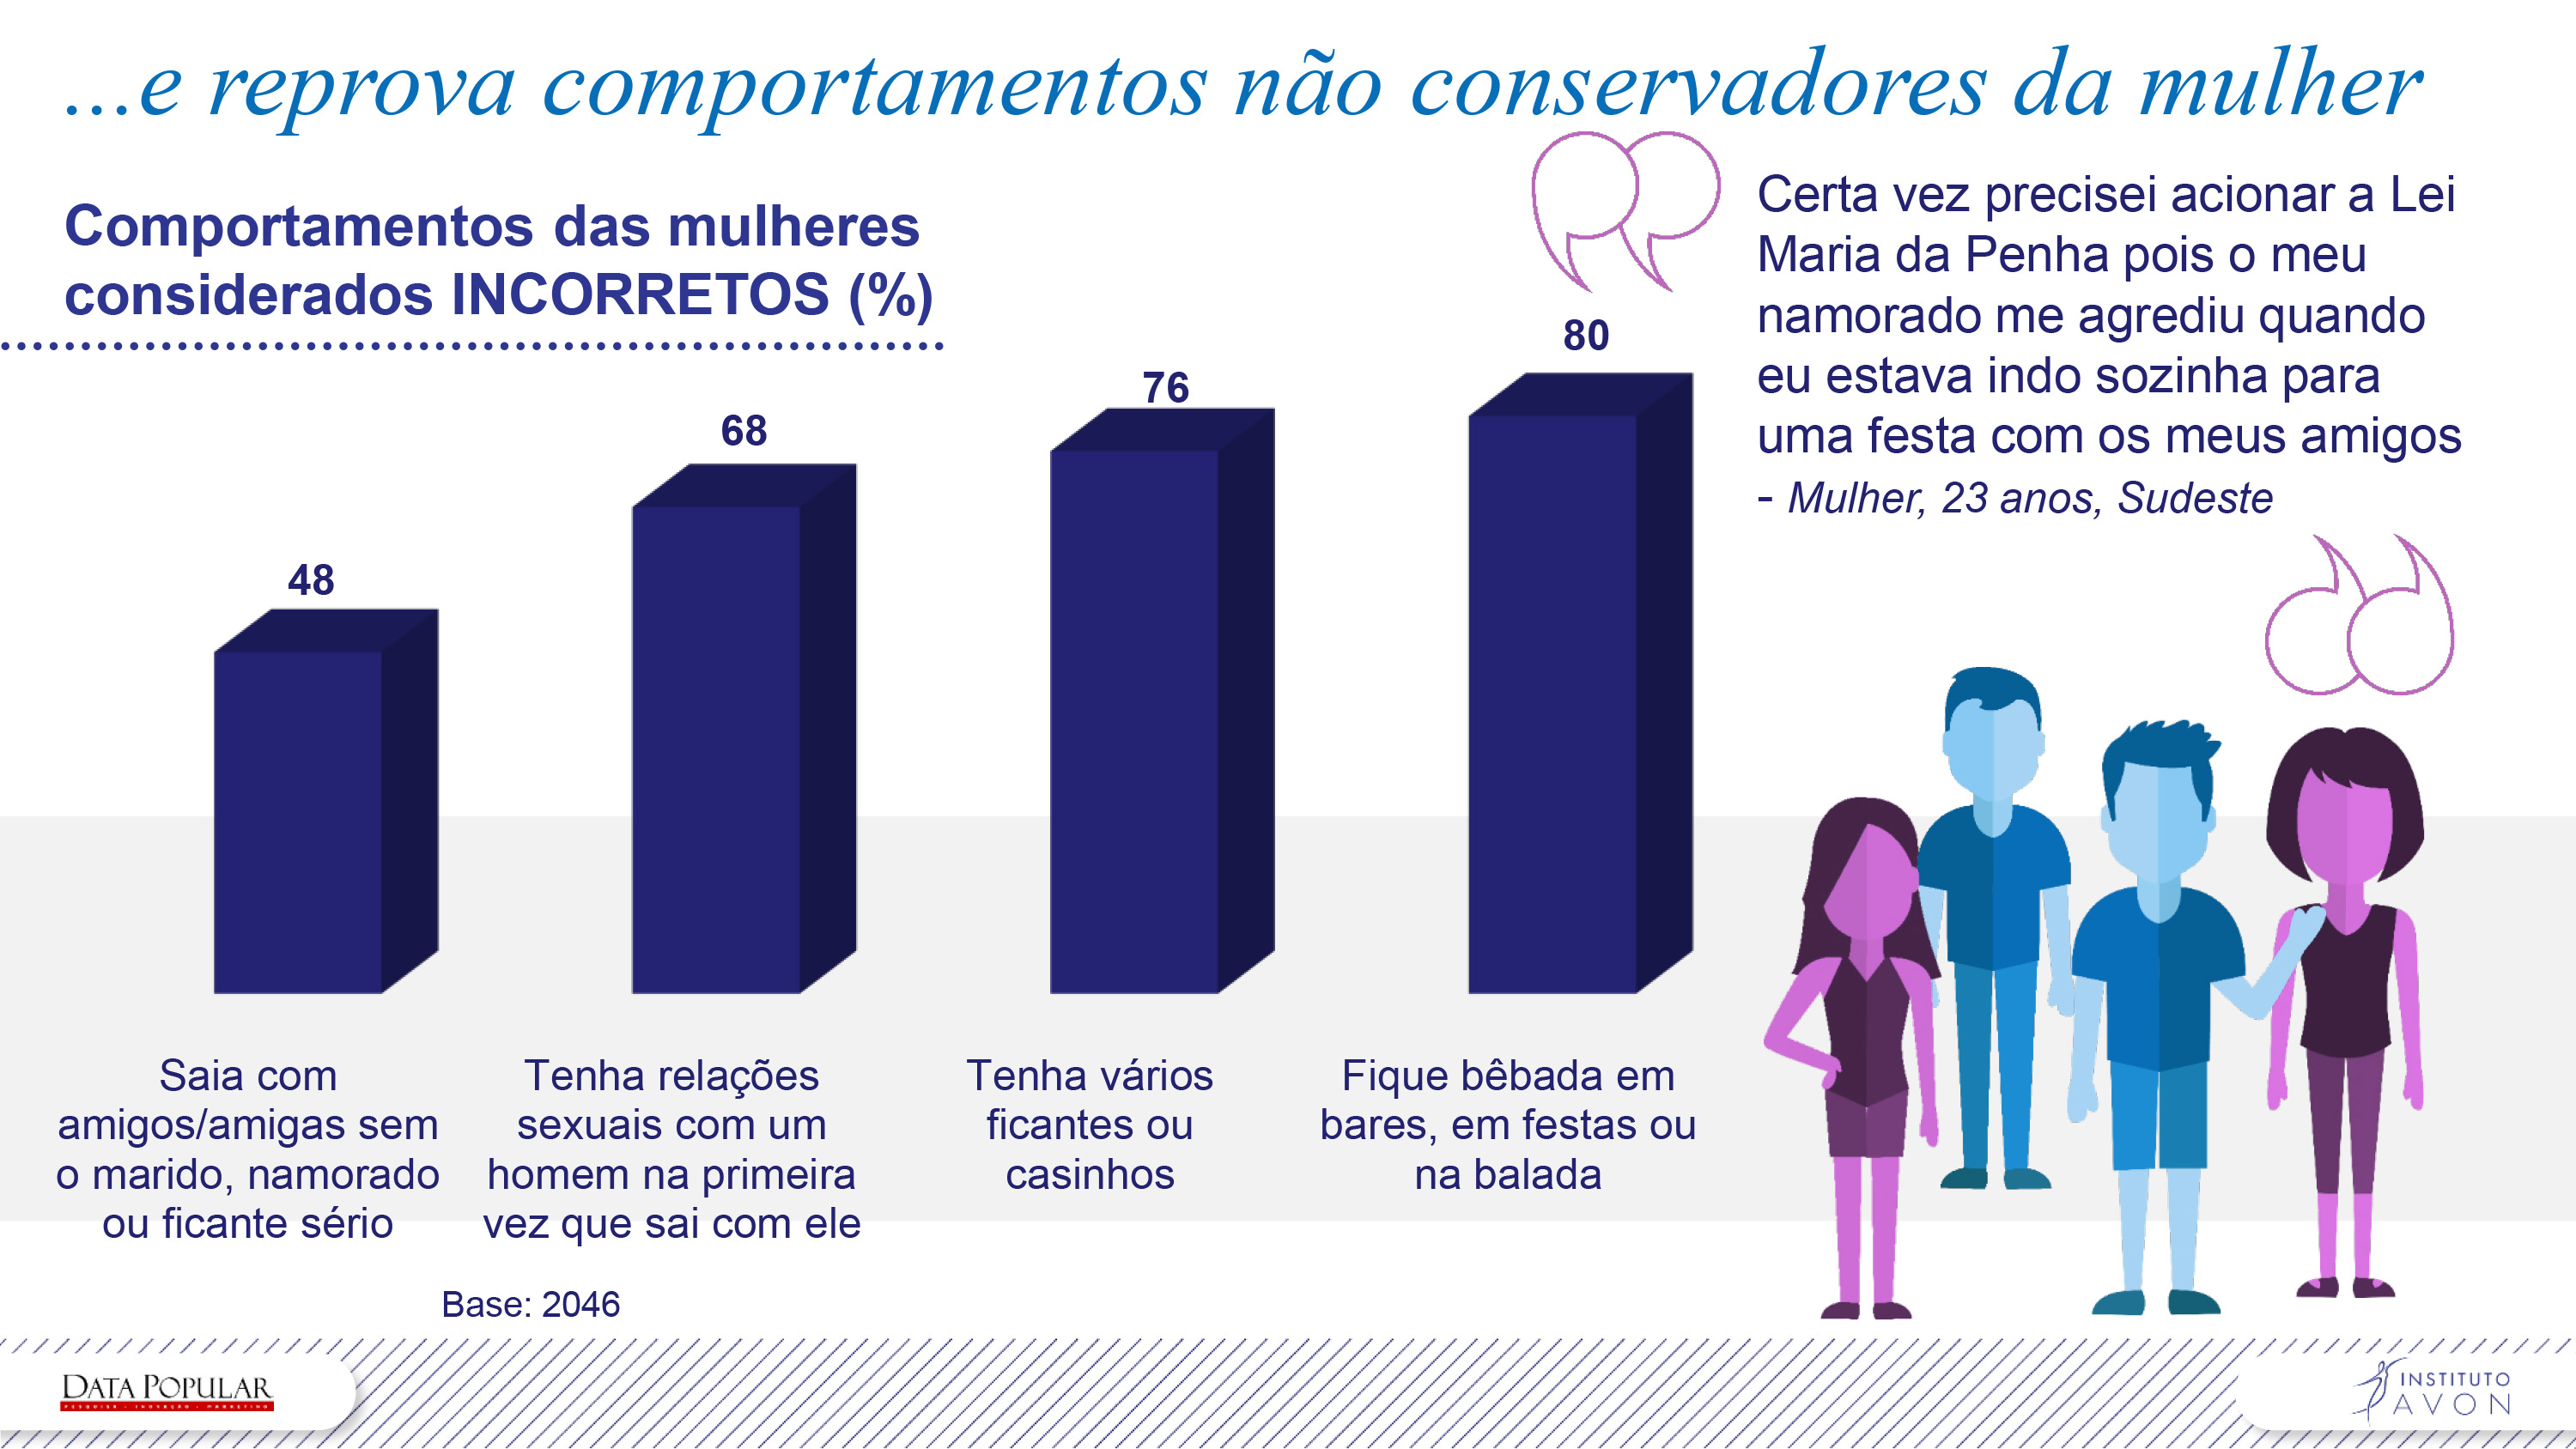 ...e reprova comportamentos não conservadores da mulher
Comportamentos das mulheres
considerados INCORRETOS (%)
Certa vez precisei acionar a Lei
Maria da Penha pois o meu
namorado me agrediu quando
eu estava indo sozinha para
uma festa com os meus amigos
- Mulher, 23 anos, Sudeste
48
68
76
80
Saia com
amigos/amigas sem
o marido, namorado
ou ficante sério
Tenha relações
sexuais com um
homem na primeira
vez que sai com ele
Tenha vários
ficantes ou
casinhos
Fique bêbada em
bares, em festas ou
na balada
Base: 2046
DATA POPULAR
PESQUISA · INOVAÇÃO · MARKETING
INSTITUTO
AVON